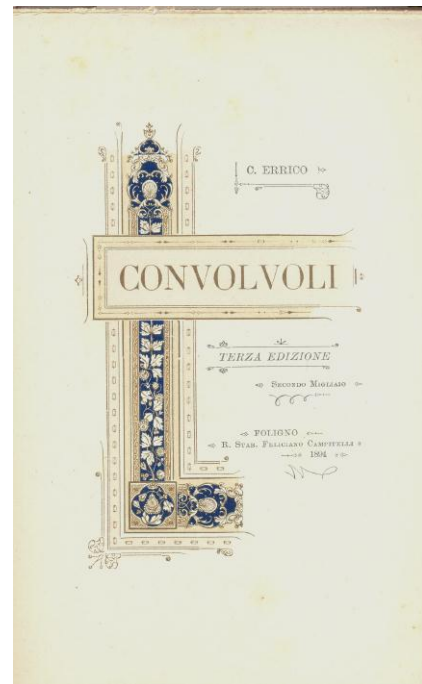 C. ERRICO
CONVOLVOLI
TERZA EDIZIONE
SECONDO MIGLIAIO
FOLIGNO
R. STAB. FELICIANO CAMPITELLI
1894